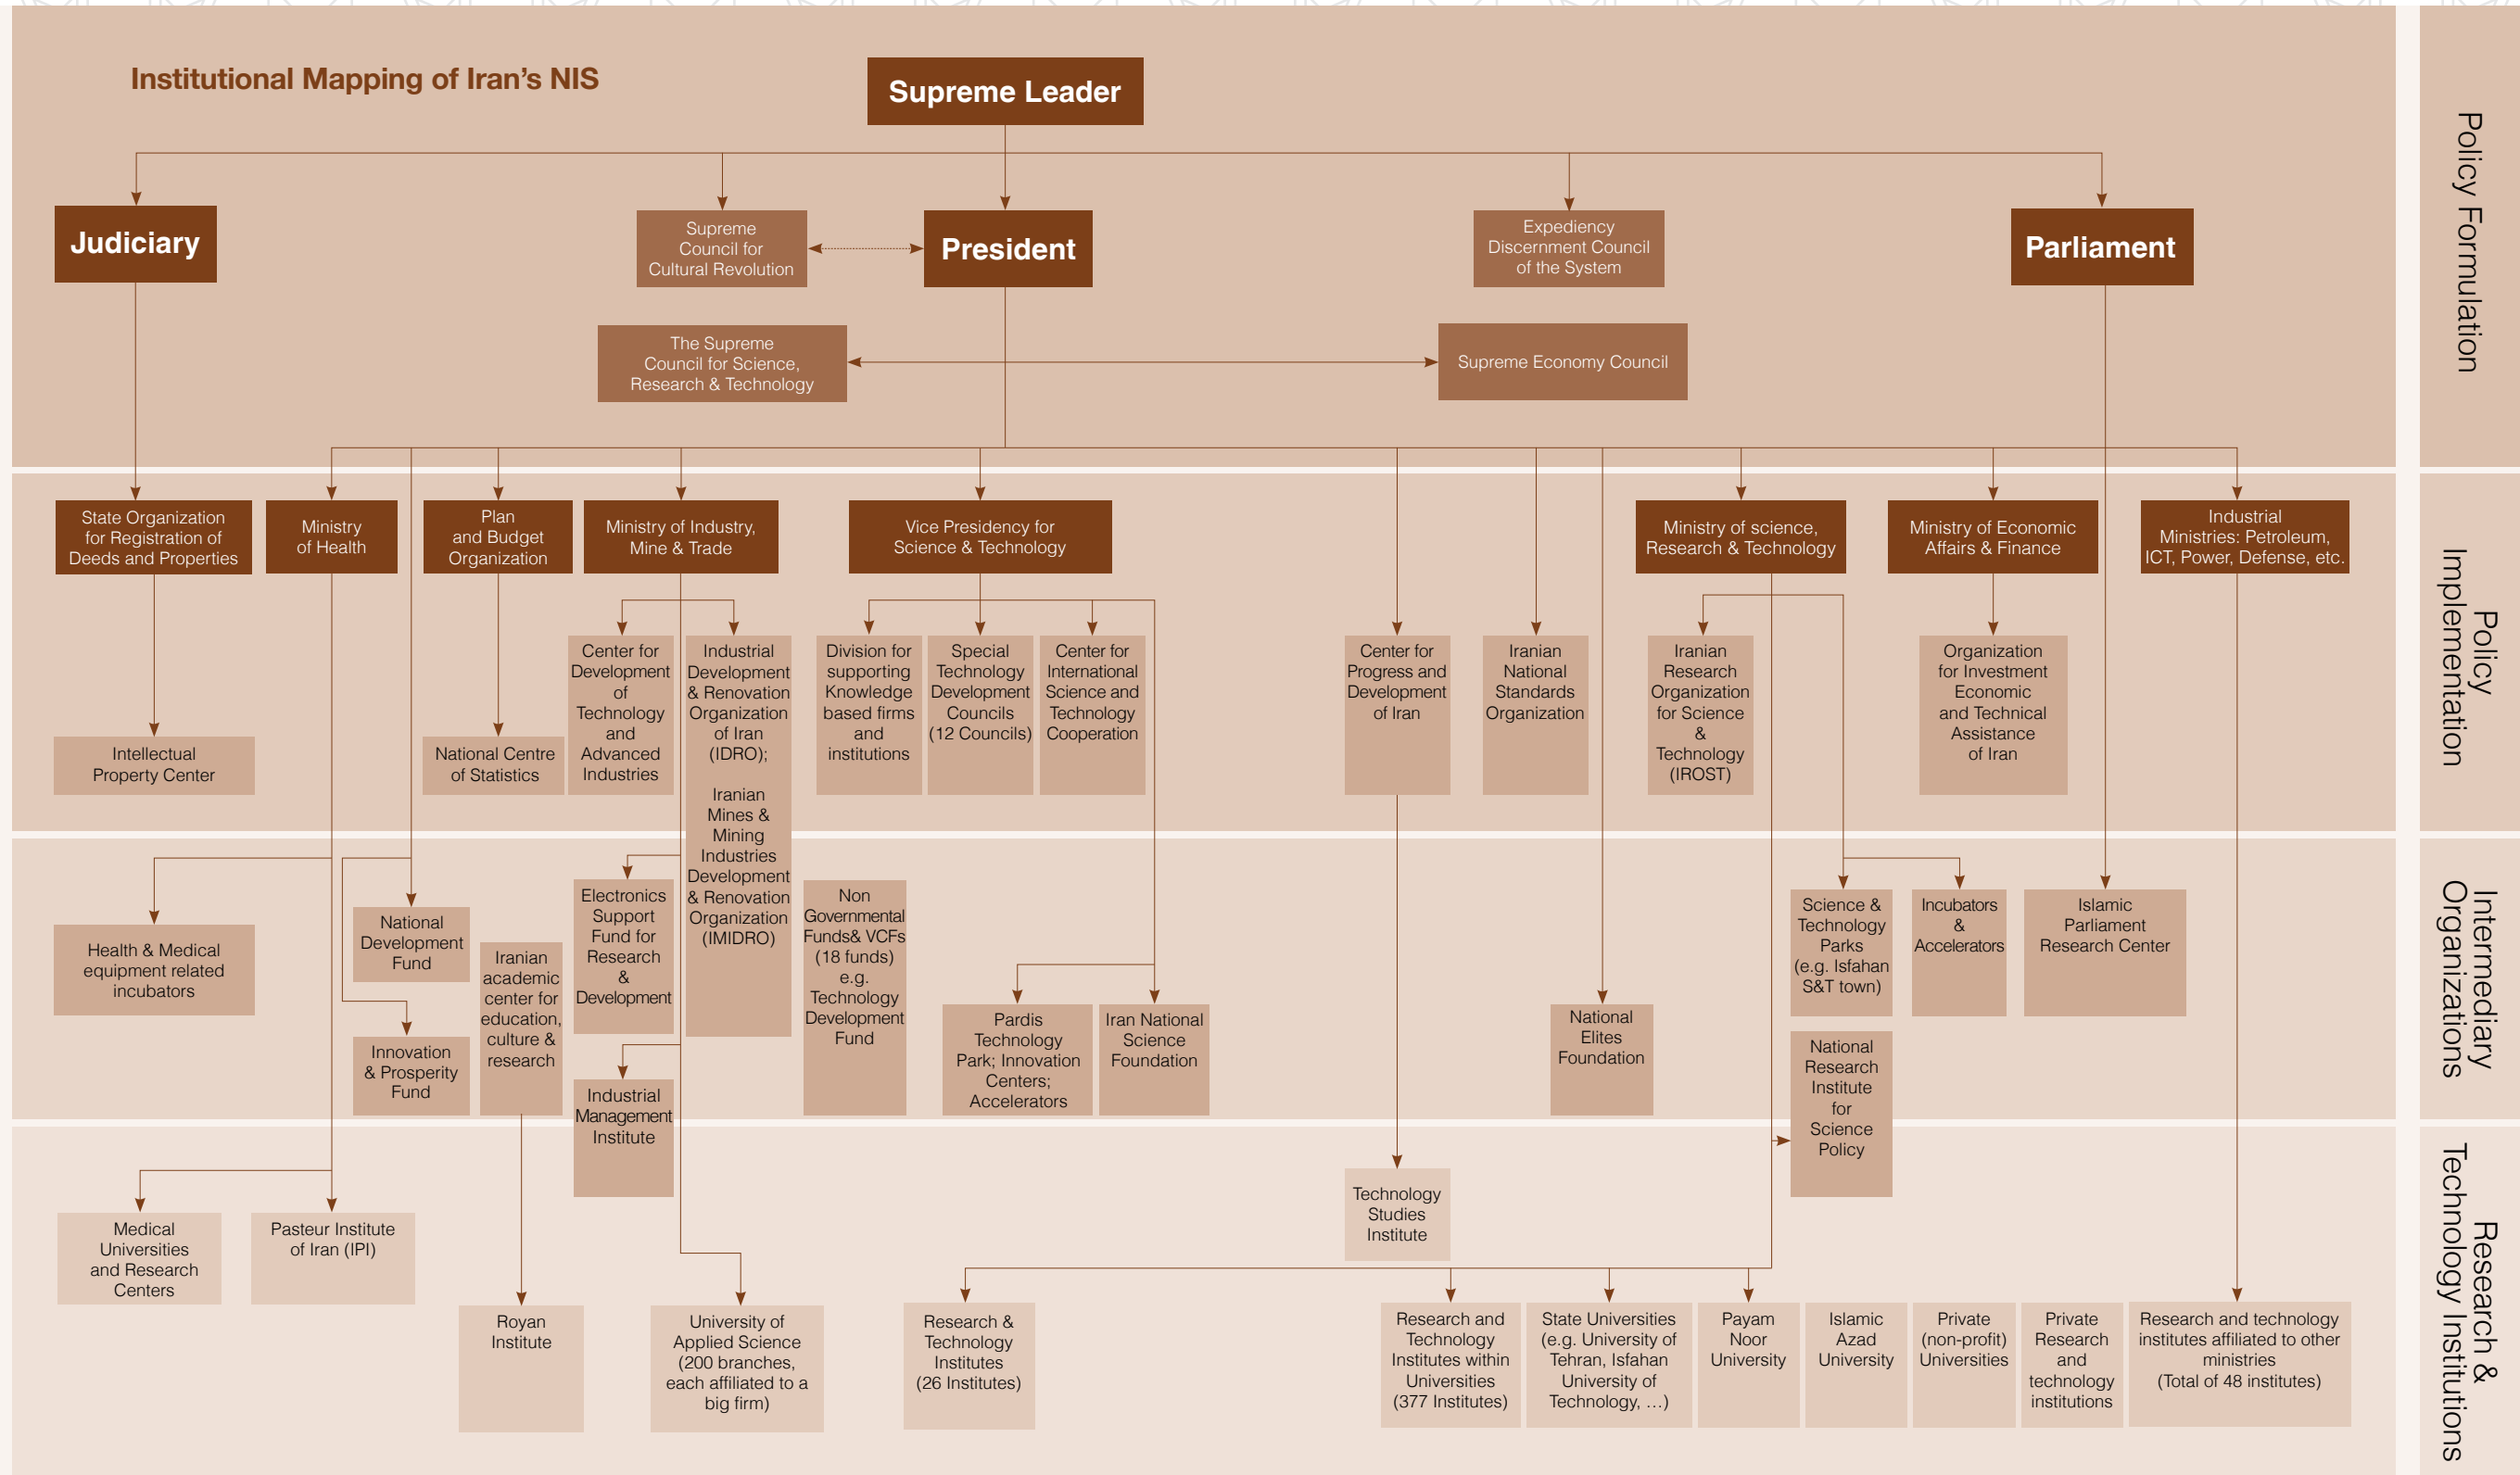 Institutional Mapping of Iran's NIS
Supreme Leader
Judiciary
Supreme
Council for
Cultural Revolution
President
Expediency
Discernment Council
of the System
Parliament
The Supreme
Council for Science,
Research & Technology
Supreme Economy Council
Policy Formulation
State Organization
for Registration of
Deeds and Properties
Ministry
of Health
Plan
and Budget
Organization
Ministry of Industry,
Mine & Trade
Vice Presidency for
Science & Technology
Ministry of science,
Research & Technology
Ministry of Economic
Affairs & Finance
Industrial
Ministries: Petroleum,
ICT, Power, Defense, etc.
Intellectual
Property Center
National Centre
of Statistics
Center for
Development
of
Technology
and
Advanced
Industries
Industrial
Development
& Renovation
Organization
of Iran
(IDRO);
Iranian
Mines &
Mining
Industries
Development
& Renovation
Organization
(IMIDRO)
Division for
supporting
Knowledge
based firms
and
institutions
Special
Technology
Development
Councils
(12 Councils)
Center for
International
Science and
Technology
Cooperation
Center for
Progress and
Development
of Iran
Iranian
National
Standards
Organization
Iranian
Research
Organization
for Science
&
Technology
(IROST)
Organization
for Investment
Economic
and Technical
Assistance
of Iran
Policy
Implementation
Health & Medical
equipment related
incubators
National
Development
Fund
Innovation
& Prosperity
Fund
Iranian
academic
center for
education,
culture &
research
Electronics
Support
Fund for
Research
&
Development
Industrial
Management
Institute
Non
Governmental
Funds& VCFs
(18 funds)
e.g.
Technology
Development
Fund
Pardis
Technology
Park; Innovation
Centers;
Accelerators
Iran National
Science
Foundation
National
Elites
Foundation
Science &
Technology
Parks
(e.g. Isfahan
S&T town)
Incubators
&
Accelerators
Islamic
Parliament
Research Center
National
Research
Institute
for
Science
Policy
Intermediary
Organizations
Medical
Universities
and Research
Centers
Pasteur Institute
of Iran (IPI)
Royan
Institute
University of
Applied Science
(200 branches,
each affiliated to a
big firm)
Research &
Technology
Institutes
(26 Institutes)
Technology
Studies
Institute
Research and
Technology
Institutes within
Universities
(377 Institutes)
State Universities
(e.g. University of
Tehran, Isfahan
University of
Technology, …)
Payam
Noor
University
Islamic
Azad
University
Private
(non-profit)
Universities
Private
Research
and
technology
institutions
Research and technology
institutes affiliated to other
ministries
(Total of 48 institutes)
Research &
Technology Institutions